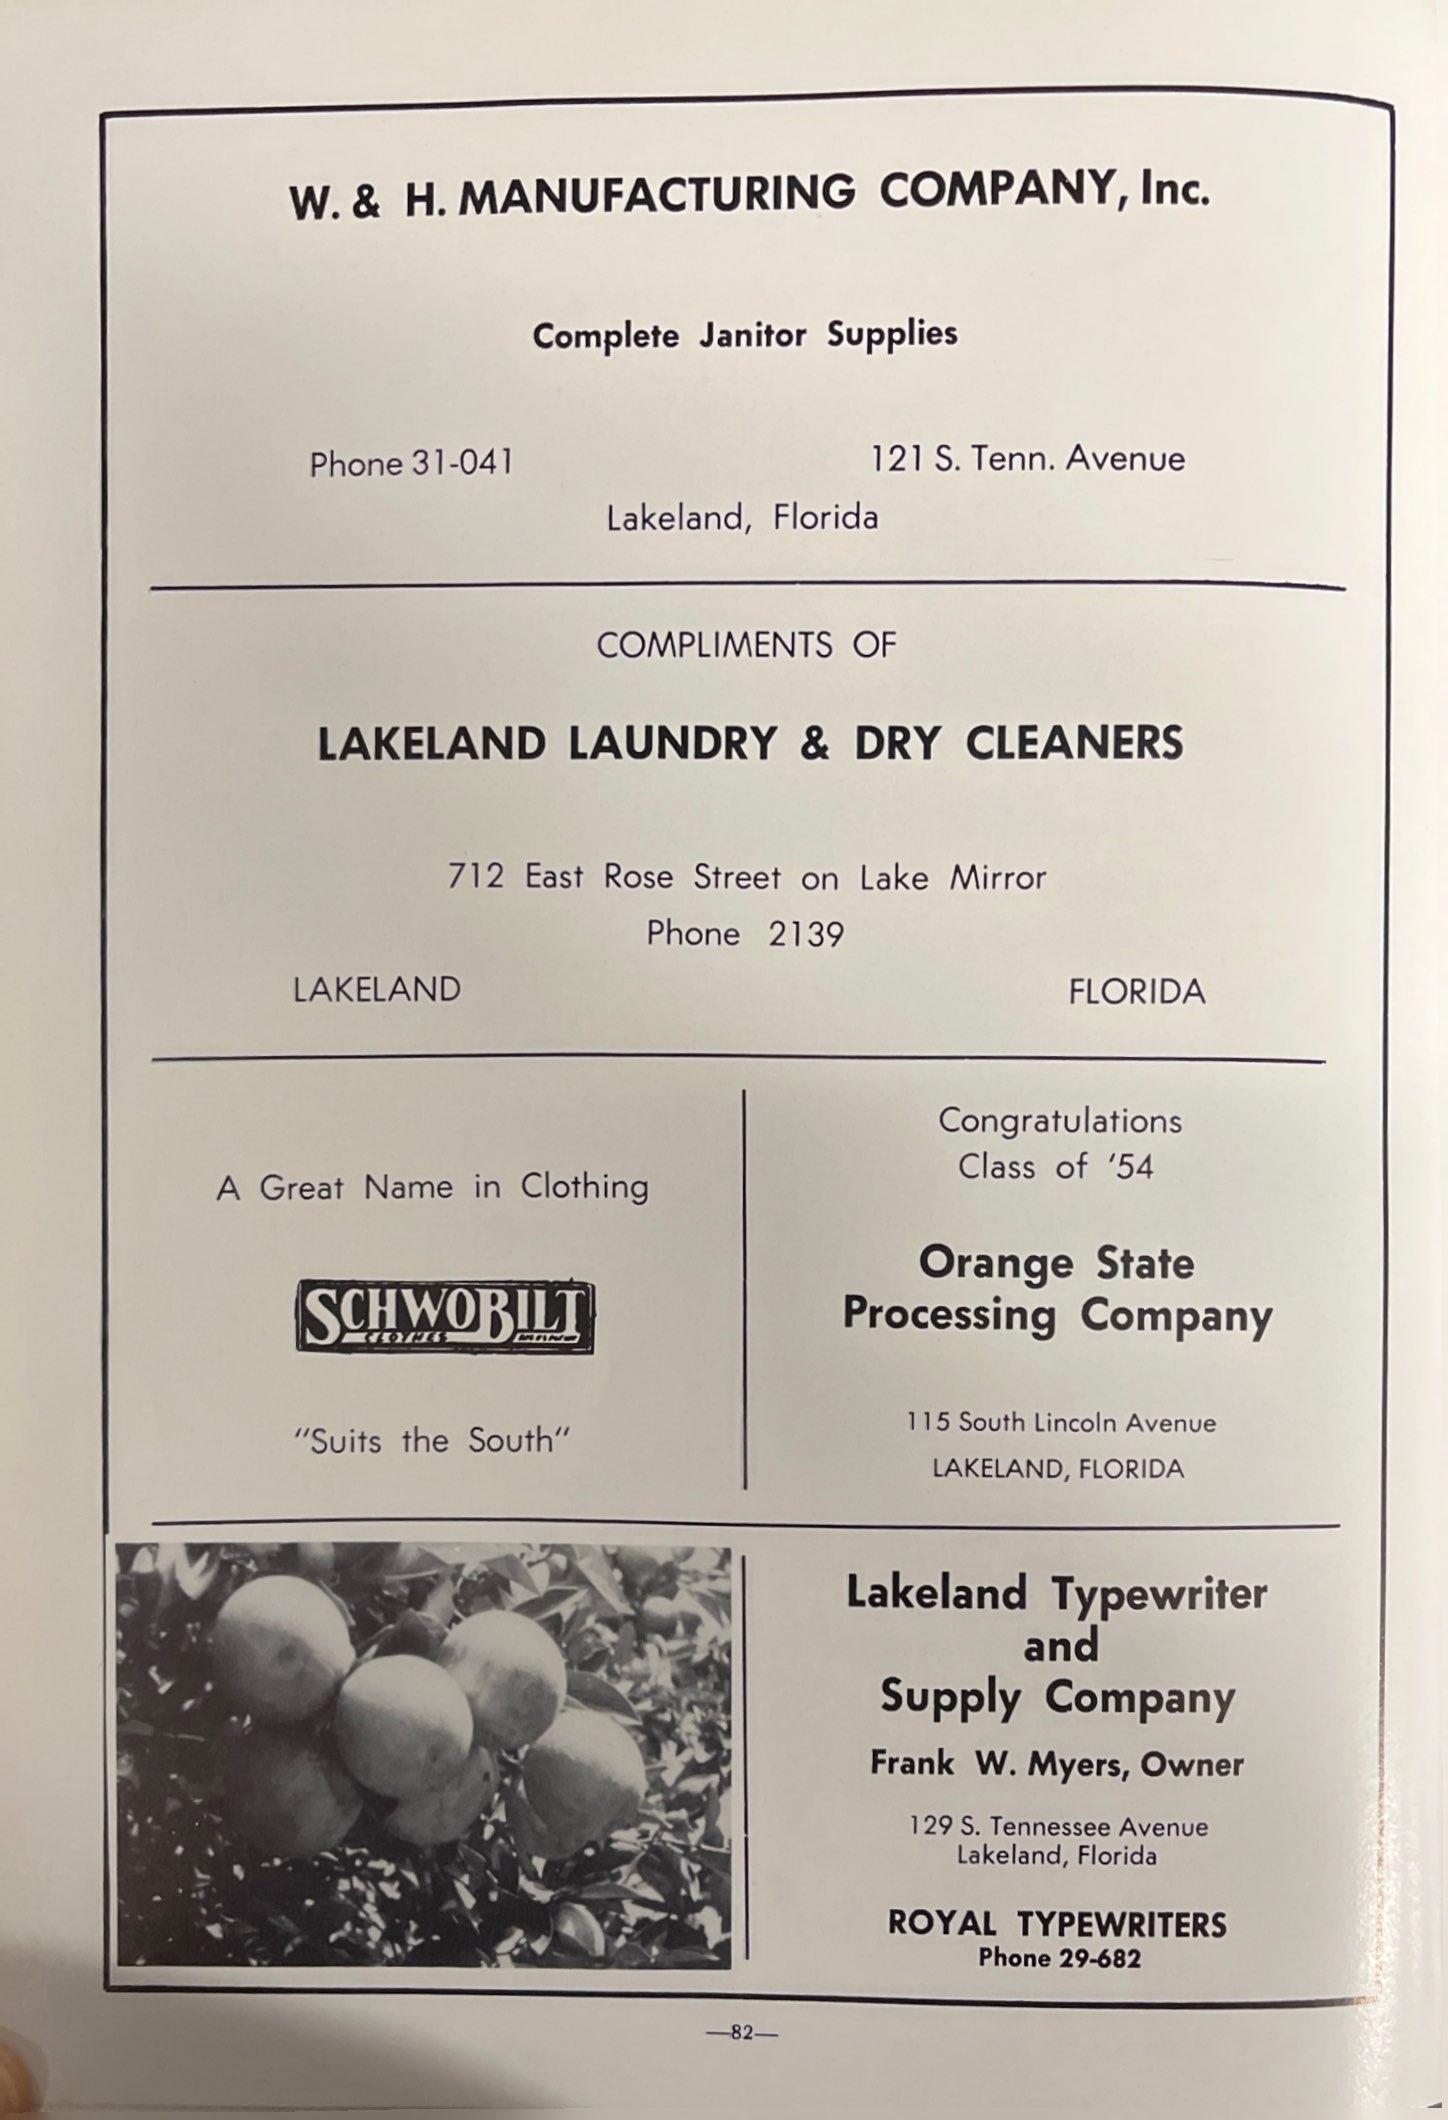 W. & H. MANUFACTURING COMPANY, Inc.
Complete Janitor Supplies
Phone 31-041
121 S. Tenn. Avenue
Lakeland, Florida
COMPLIMENTS OF
LAKELAND LAUNDRY & DRY CLEANERS
712 East Rose Street on Lake Mirror
Phone 2139
LAKELAND
FLORIDA
A Great Name in Clothing
SCHWOBILT
CLOTHES
"Suits the South"
Congratulations
Class of '54
Orange State
Processing Company
115 South Lincoln Avenue
LAKELAND, FLORIDA
Lakeland Typewriter
and
Supply Company
Frank W. Myers, Owner
129 S. Tennessee Avenue
Lakeland, Florida
ROYAL TYPEWRITERS
Phone 29-682
—82—